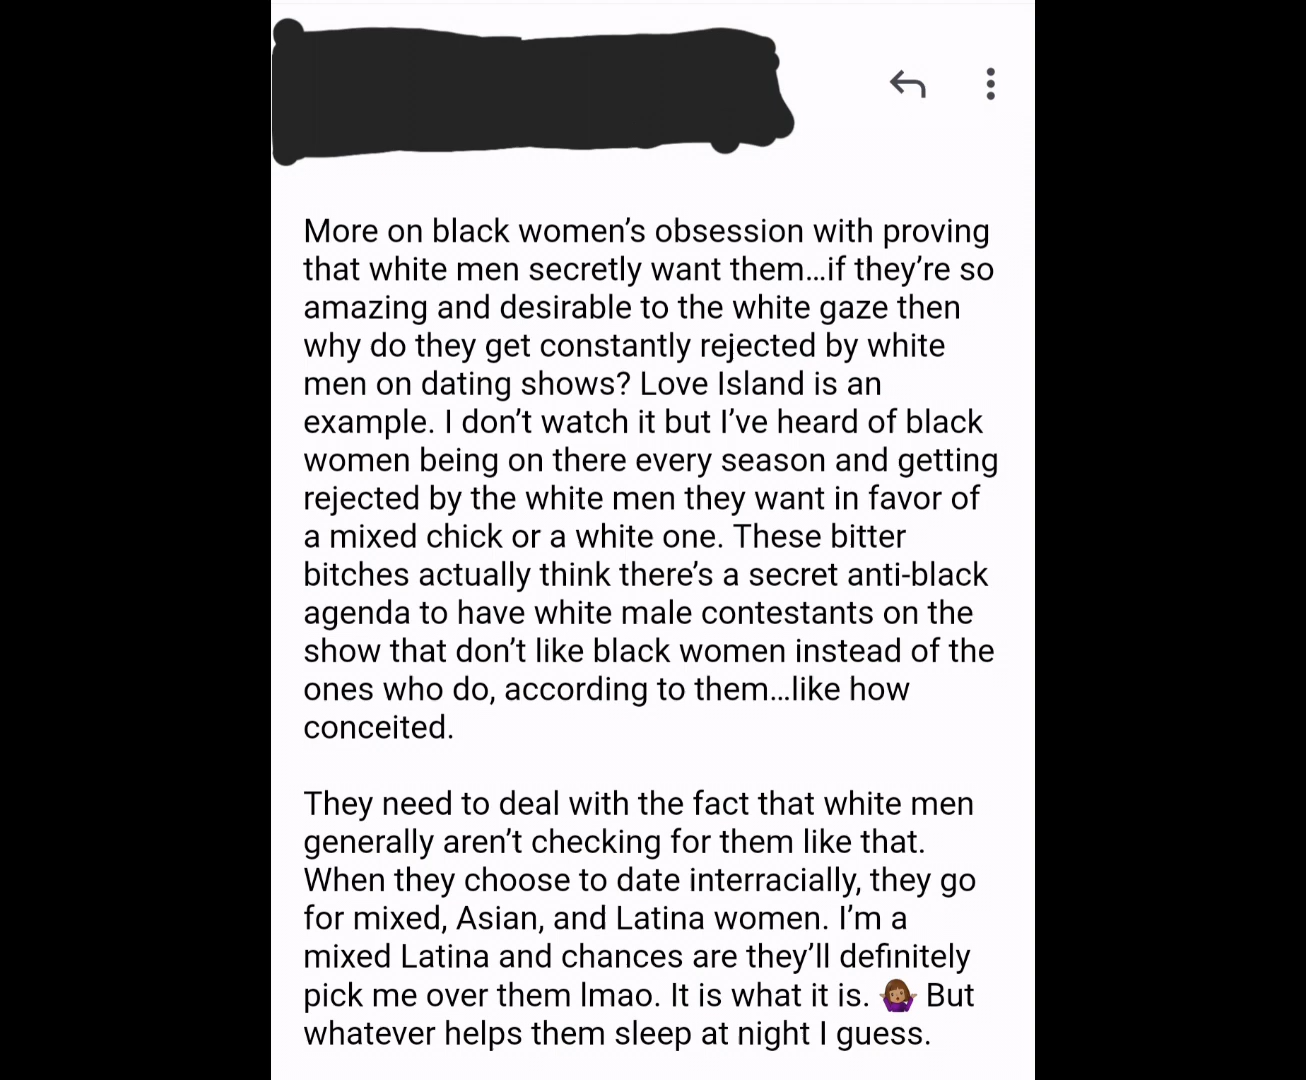 More on black women’s obsession with proving
that white men secretly want them...if they’re so
amazing and desirable to the white gaze then
why do they get constantly rejected by white
men on dating shows? Love Island is an
example. I don’t watch it but I’ve heard of black
women being on there every season and getting
rejected by the white men they want in favor of
a mixed chick or a white one. These bitter
bitches actually think there’s a secret anti-black
agenda to have white male contestants on the
show that don’t like black women instead of the
ones who do, according to them...like how
conceited.
They need to deal with the fact that white men
generally aren’t checking for them like that.
When they choose to date interracially, they go
for mixed, Asian, and Latina women. I’m a
mixed Latina and chances are they’ll definitely
pick me over them lmao. It is what it is. 🤷🏽‍♀️ But
whatever helps them sleep at night I guess.